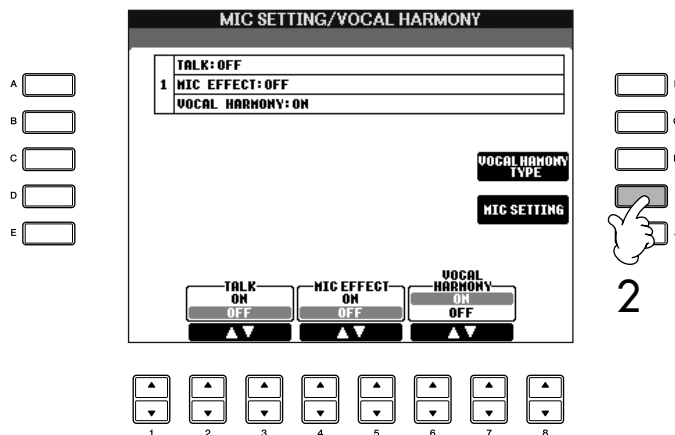 MIC SETTING/VOCAL HARMONY
TALK:OFF
1 MIC EFFECT:OFF
VOCAL HARMONY:ON
A
B
C
D
E
VOCAL HAMONY
TYPE
MIC SETTING
2
TALK
ON
OFF
MIC EFFECT
ON
OFF
VOCAL
HARMONY
ON
OFF
1 2 3 4 5 6 7 8